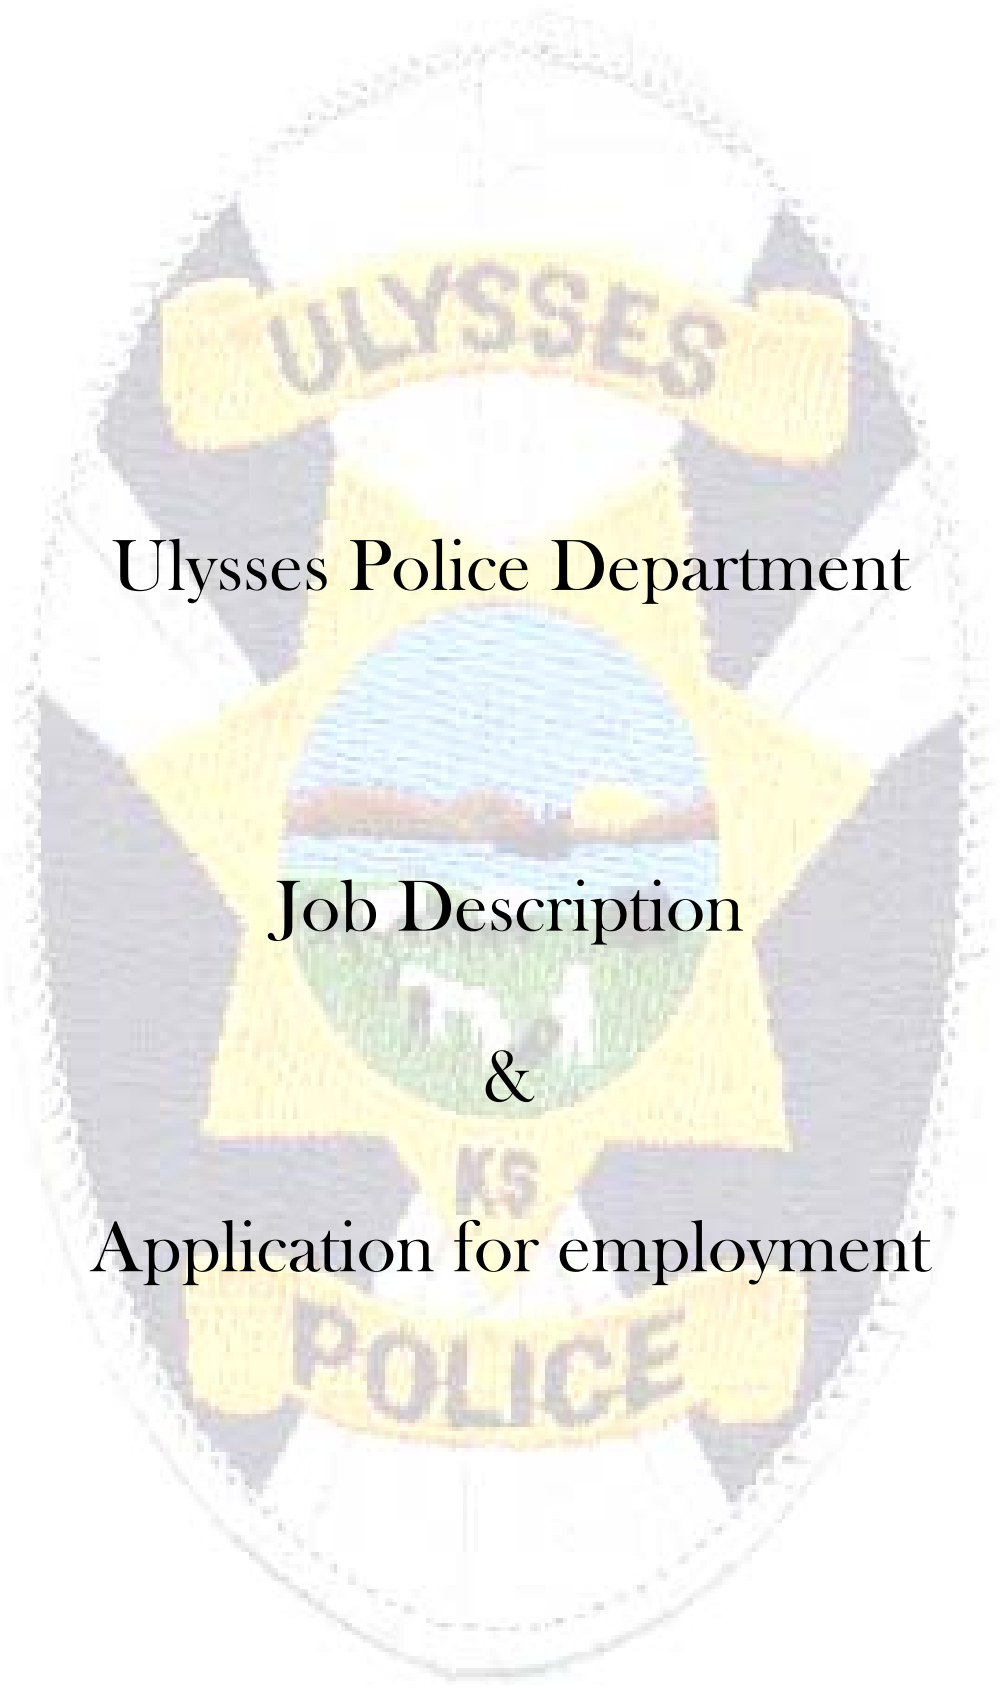 ULYSSES
Ulysses Police Department
Job Description
&
KS
Application for employment
POLICE